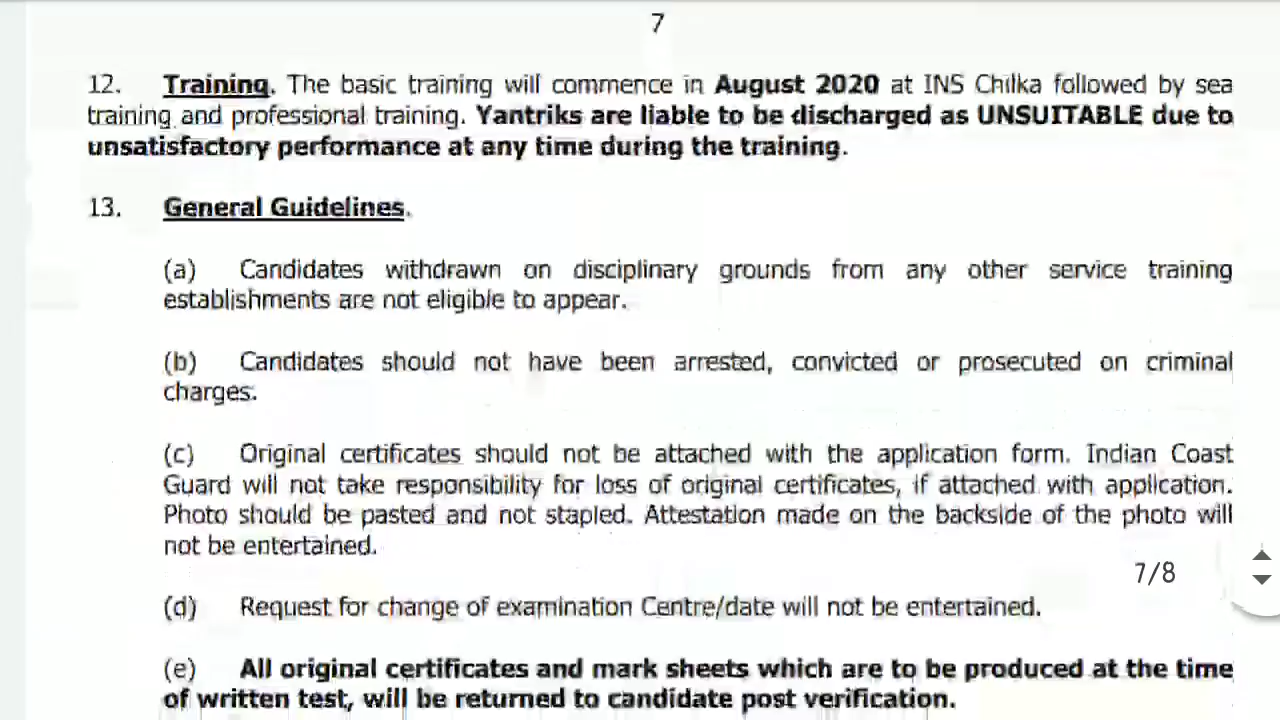 7
12. Training. The basic training will commence in August 2020 at INS Chilka followed by sea
training and professional training. Yantriks are liable to be discharged as UNSUITABLE due to
unsatisfactory performance at any time during the training.
13. General Guidelines.
(a) Candidates withdrawn on disciplinary grounds from any other service training
establishments are not eligible to appear.
(b) Candidates should not have been arrested, convicted or prosecuted on criminal
charges.
(c) Original certificates should not be attached with the application form. Indian Coast
Guard will not take responsibility for loss of original certificates, if attached with application.
Photo should be pasted and not stapled. Attestation made on the backside of the photo will
not be entertained.
7/8
(d) Request for change of examination Centre/date will not be entertained.
(e) All original certificates and mark sheets which are to be produced at the time
of written test, will be returned to candidate post verification.